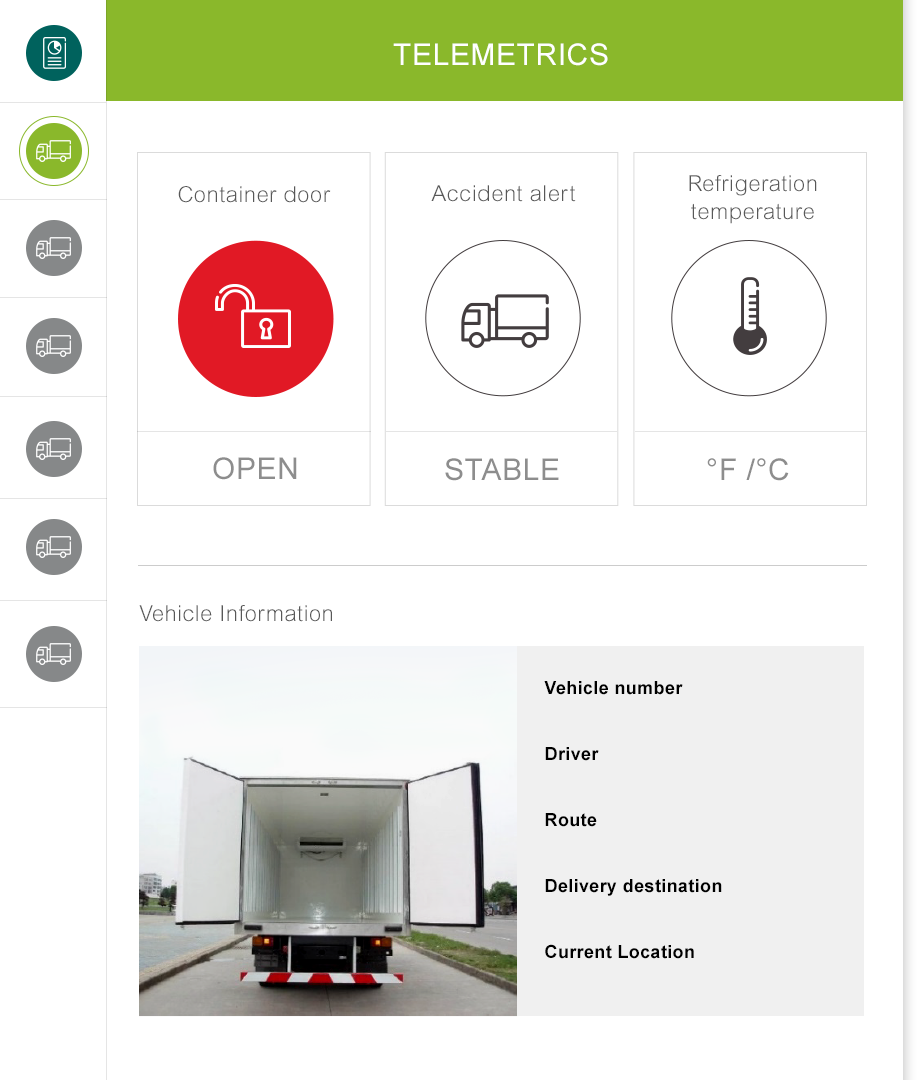 TELEMETRICS
Container door
Accident alert
Refrigeration
temperature
OPEN
STABLE
°F /°C
Vehicle Information
Vehicle number
Driver
Route
Delivery destination
Current Location